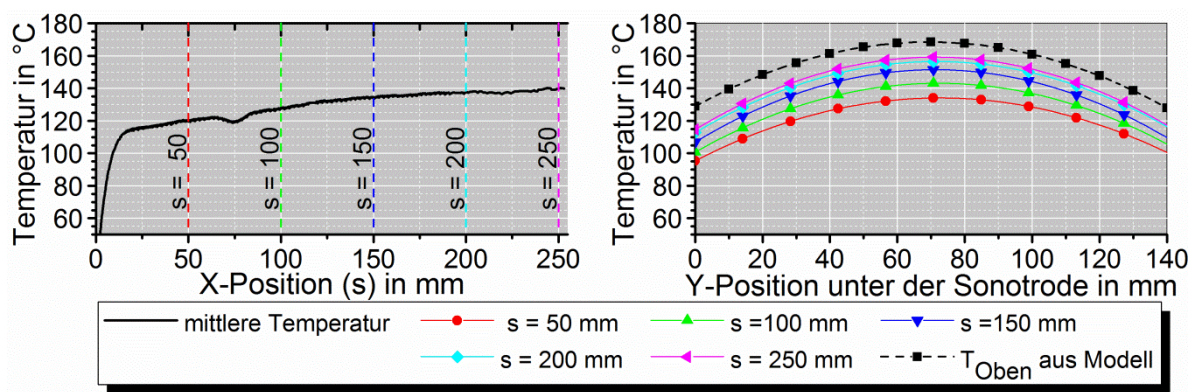 Temperatur in °C
180
160
140
120
100
80
60
s = 50
s = 100
s = 150
s = 200
s = 250
0 50 100 150 200 250
X-Position (s) in mm
Temperatur in °C
180
160
140
120
100
80
60
0 20 40 60 80 100 120 140
Y-Position unter der Sonotrode in mm
mittlere Temperatur s = 50 mm s =100 mm s =150 mm
s = 200 mm s = 250 mm TOben aus Modell